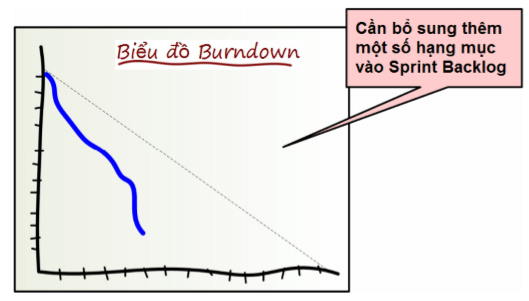 Biểu đồ Burndown
Cần bổ sung thêm
một số hạng mục
vào Sprint Backlog